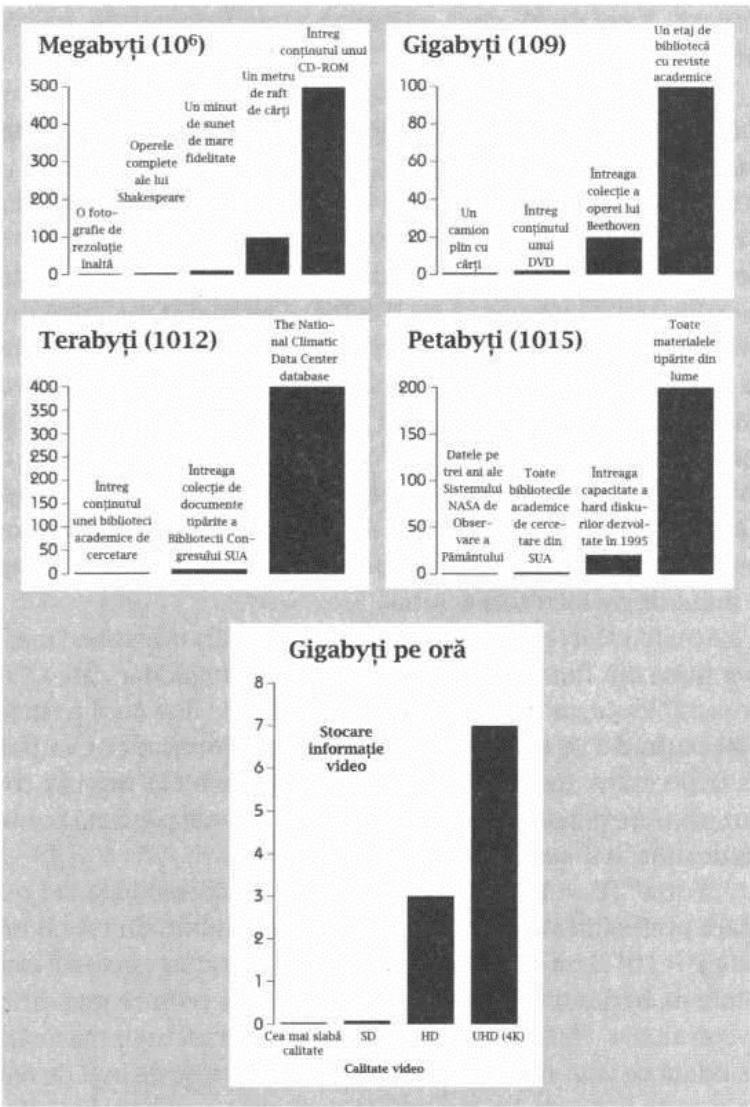 Megabyți (10⁶)
500
400
300
200
100
0
O foto-
grafie de
rezoluție
înaltă
Operele
complete
ale lui
Shakespeare
Un minut
de sunet
de mare
fidelitate
Un metru
de raft
de cărți
Întreg
conținutul unui
CD-ROM
Gigabyți (109)
100
80
60
40
20
0
Un
camion
plin cu
cărți
Întreg
conținutul
unui
DVD
Întreaga
colecție a
operei lui
Beethoven
Un etaj de
bibliotecă
cu reviste
academice
Terabyți (1012)
400
350
300
250
200
150
100
50
0
Întreg
conținutul
unei biblioteci
academice de
cercetare
Întreaga
colecție de
documente
tipărite a
Bibliotecii Con-
gresului SUA
The Natio-
nal Climatic
Data Center
database
Petabyți (1015)
200
150
100
50
0
Datele pe
trei ani ale
Sistemului
NASA de
Obser-
vare a
Pământului
Toate
bibliotecile
academice
de cerce-
tare din
SUA
Întreaga
capacitate a
hard disku-
rilor dezvol-
tate în 1995
Toate
materialele
tipărite din
lume
Gigabyți pe oră
8
7
6
5
4
3
2
1
0
Stocare
informație
video
Cea mai slabă
calitate
SD
HD
UHD (4K)
Calitate video